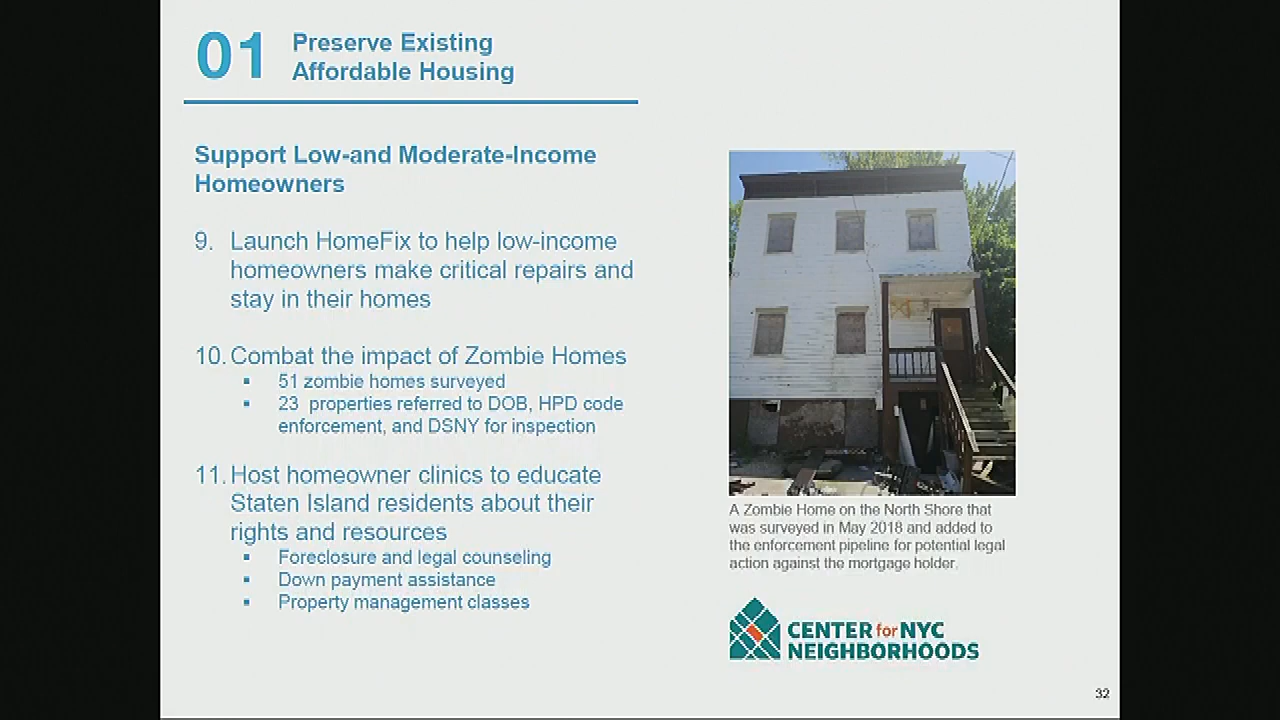 01
Preserve Existing
Affordable Housing
Support Low-and Moderate-Income
Homeowners
9. Launch HomeFix to help low-income
homeowners make critical repairs and
stay in their homes
10. Combat the impact of Zombie Homes
▪ 51 zombie homes surveyed
▪ 23 properties referred to DOB, HPD code
enforcement, and DSNY for inspection
11. Host homeowner clinics to educate
Staten Island residents about their
rights and resources
▪ Foreclosure and legal counseling
▪ Down payment assistance
▪ Property management classes
A Zombie Home on the North Shore that
was surveyed in May 2018 and added to
the enforcement pipeline for potential legal
action against the mortgage holder.
CENTER for NYC
NEIGHBORHOODS
32